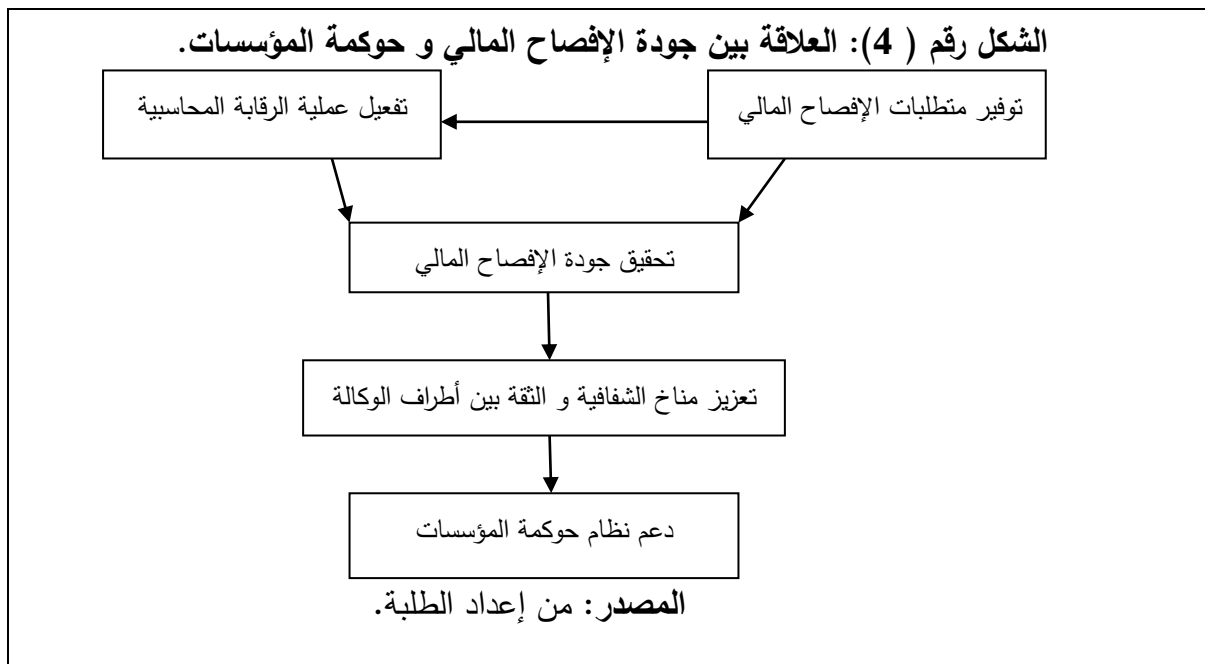 الشكل رقم ( 4): العلاقة بين جودة الإفصاح المالي و حوكمة المؤسسات.
توفير متطلبات الإفصاح المالي
تفعيل عملية الرقابة المحاسبية
تحقيق جودة الإفصاح المالي
تعزيز مناخ الشفافية و الثقة بين أطراف الوكالة
دعم نظام حوكمة المؤسسات
المصدر: من إعداد الطلبة.